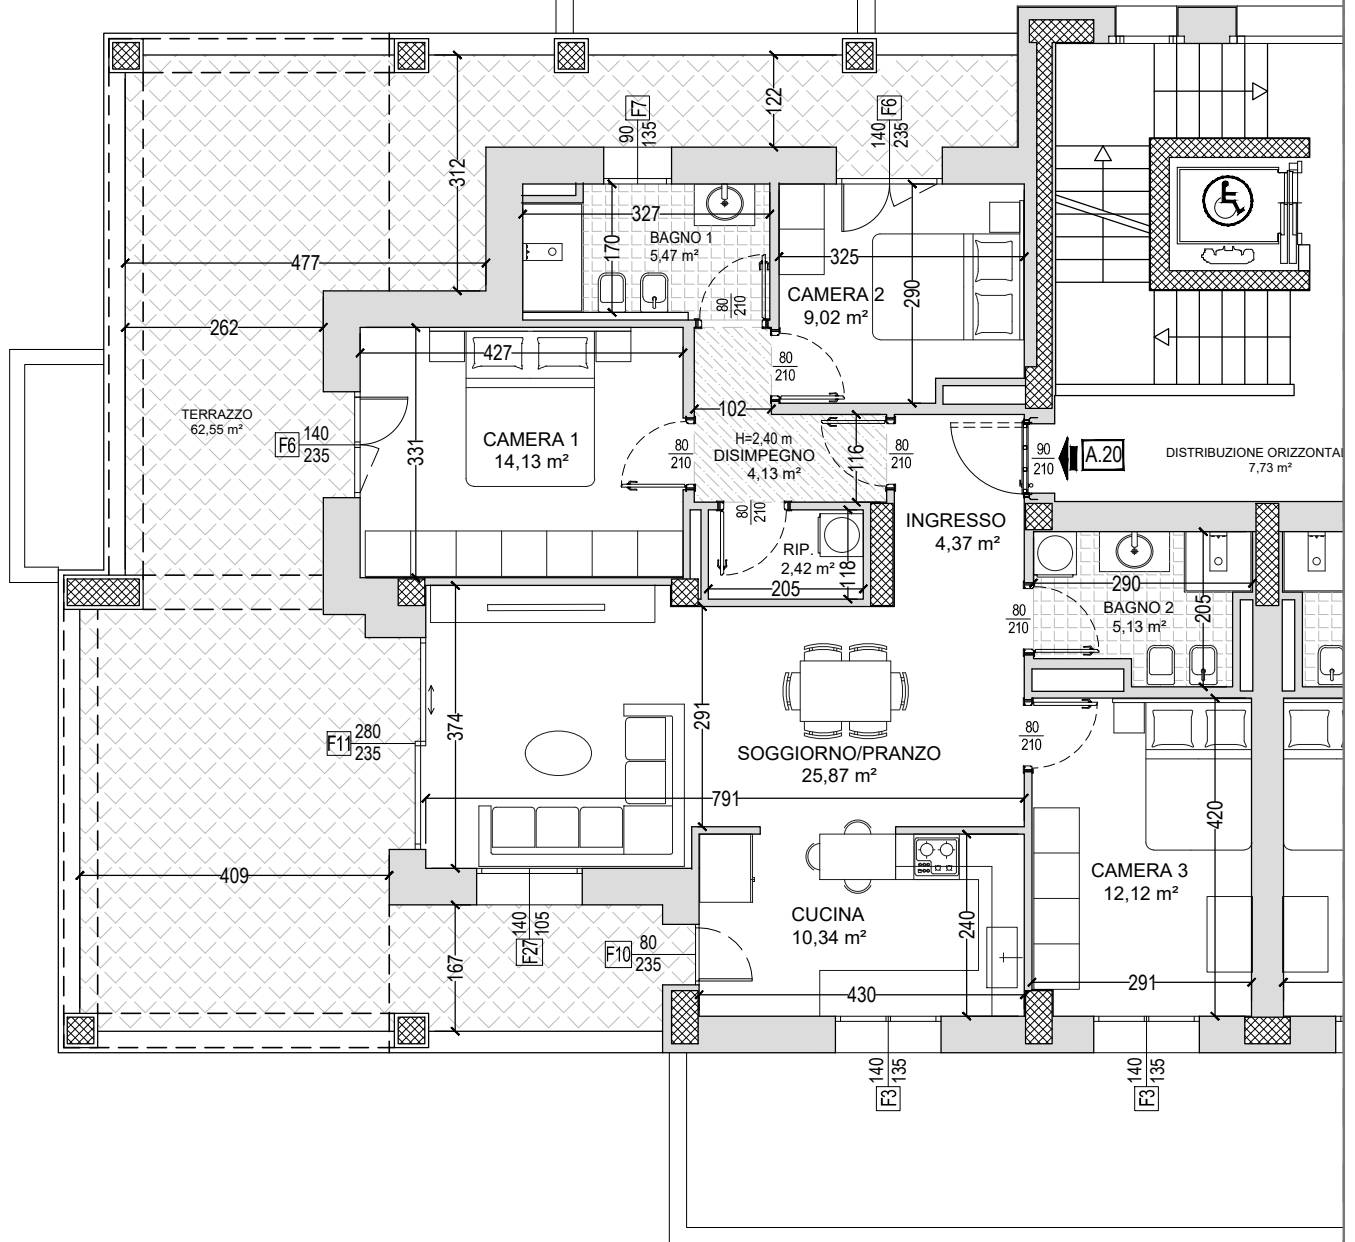 F7
90
135
F6
140
235
122
312
327
BAGNO 1
5,47 m²
170
477
325
290
CAMERA 2
9,02 m²
80
210
262
427
80
210
102
TERRAZZO
62,55 m²
F6
140
235
331
CAMERA 1
14,13 m²
80
210
H=2,40 m
DISIMPEGNO
4,13 m²
116
80
210
90
210
A.20
DISTRIBUZIONE ORIZZONTA
7,73 m²
80
210
INGRESSO
4,37 m²
RIP.
2,42 m²
118
205
290
BAGNO 2
5,13 m²
205
80
210
291
374
F11
280
235
SOGGIORNO/PRANZO
25,87 m²
80
210
791
420
409
CAMERA 3
12,12 m²
CUCINA
10,34 m²
240
140
105
F27
F10
80
235
167
430
291
140
135
F3
140
135
F3